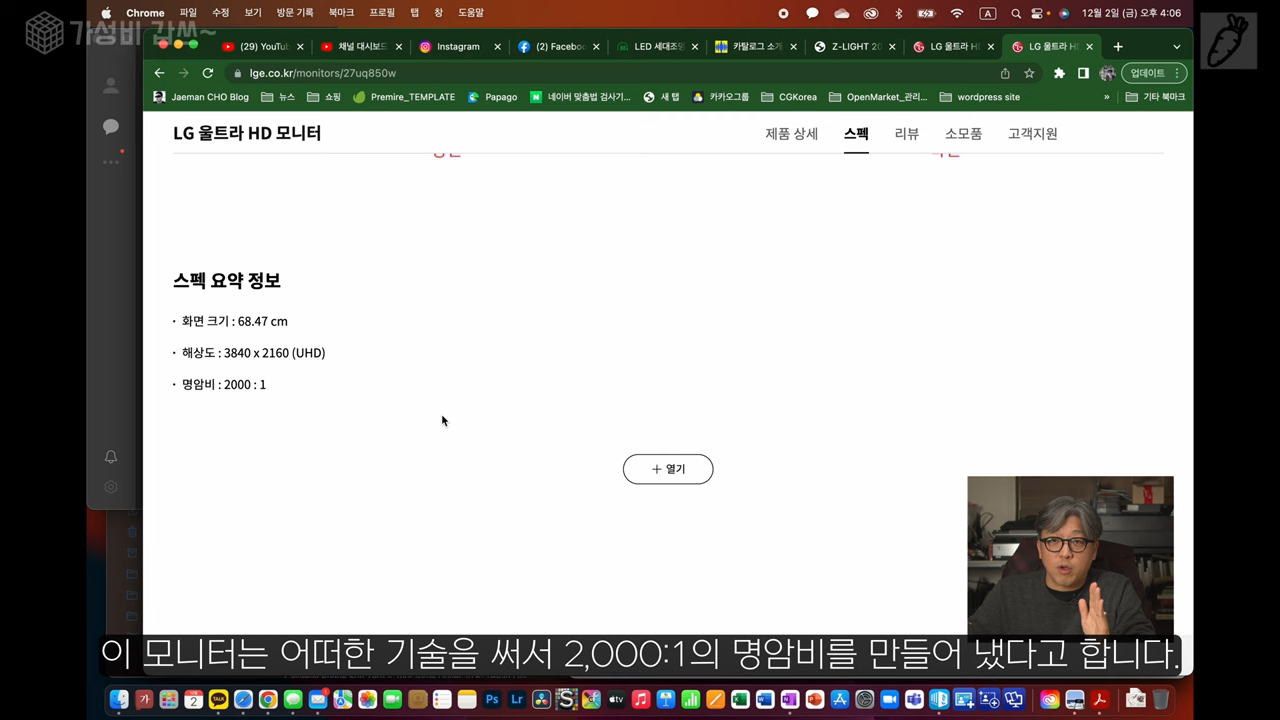 가성비 갑쓰~
Chrome 파일 수정 보기 방문 기록 북마크 프로필 탭 창 도움말
A
12월 2일 (금) 오후 4:06
(29) YouTu
채널 대시보드
Instagram
(2) Faceboo
LED 세대조명
카탈로그 소개
Z-LIGHT 20
LG 울트라 HD
LG 울트라 HD
lge.co.kr/monitors/27uq850w
업데이트
Jaeman CHO Blog
뉴스
쇼핑
Premire_TEMPLATE
Papago
네이버 맞춤법 검사기...
새 탭
카카오그룹
CGKorea
OpenMarket_관리...
wordpress site
»
기타 북마크
LG 울트라 HD 모니터
제품 상세 스펙 리뷰 소모품 고객지원
스펙 요약 정보
· 화면 크기 : 68.47 cm
· 해상도 : 3840 x 2160 (UHD)
· 명암비 : 2000 : 1
+ 열기
이 모니터는 어떠한 기술을 써서 2,000:1의 명암비를 만들어 냈다고 합니다.